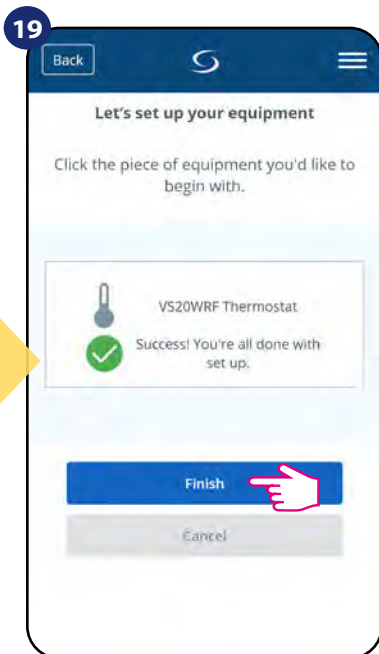 19
Back
Let's set up your equipment
Click the piece of equipment you'd like to
begin with.
VS20WRF Thermostat
Success! You're all done with
set up.
Finish
Cancel